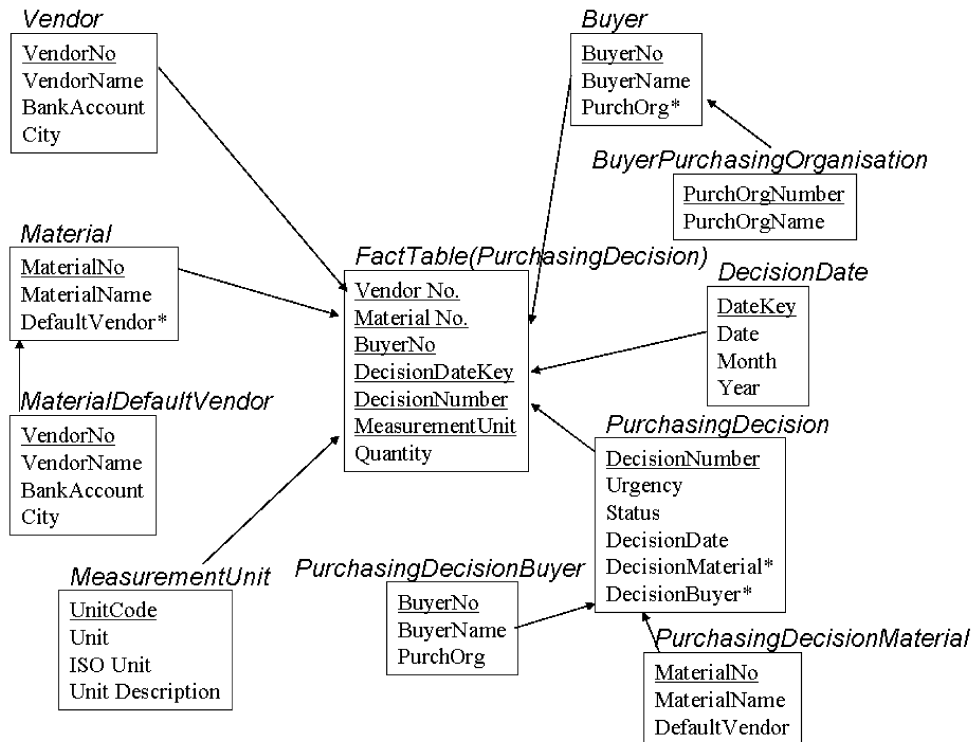 Vendor
VendorNo
VendorName
BankAccount
City
Buyer
BuyerNo
BuyerName
PurchOrg*
BuyerPurchasingOrganisation
PurchOrgNumber
PurchOrgName
Material
MaterialNo
MaterialName
DefaultVendor*
FactTable(PurchasingDecision)
Vendor No.
Material No.
BuyerNo
DecisionDateKey
DecisionNumber
MeasurementUnit
Quantity
DecisionDate
DateKey
Date
Month
Year
MaterialDefaultVendor
VendorNo
VendorName
BankAccount
City
PurchasingDecision
DecisionNumber
Urgency
Status
DecisionDate
DecisionMaterial*
DecisionBuyer*
MeasurementUnit
UnitCode
Unit
ISO Unit
Unit Description
PurchasingDecisionBuyer
BuyerNo
BuyerName
PurchOrg
PurchasingDecisionMaterial
MaterialNo
MaterialName
DefaultVendor